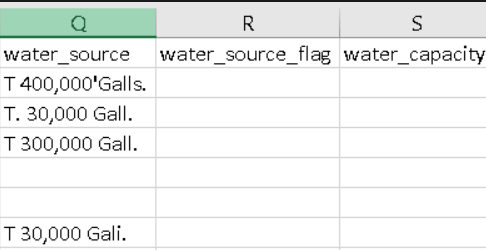 Q R S
water_source water_source_flag water_capacity
T 400,000'Galls.
T. 30,000 Gall.
T 300,000 Gall.
T 30,000 Gali.